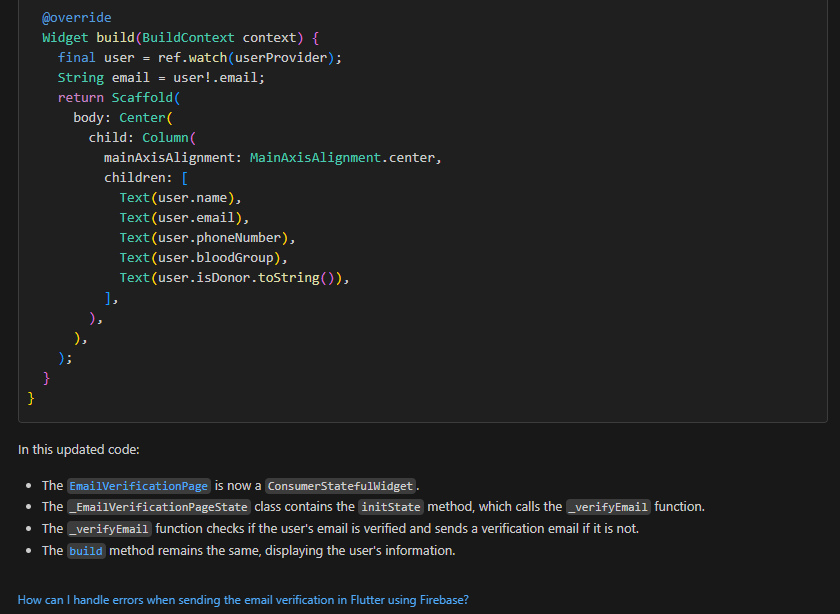 @override
Widget build(BuildContext context) {
final user = ref.watch(userProvider);
String email = user!.email;
return Scaffold(
body: Center(
child: Column(
mainAxisAlignment: MainAxisAlignment.center,
children: [
Text(user.name),
Text(user.email),
Text(user.phoneNumber),
Text(user.bloodGroup),
Text(user.isDonor.toString()),
],
),
),
);
}
}
In this updated code:
• The EmailVerificationPage is now a ConsumerStatefulWidget.
• The _EmailVerificationPageState class contains the initState method, which calls the _verifyEmail function.
• The _verifyEmail function checks if the user's email is verified and sends a verification email if it is not.
• The build method remains the same, displaying the user's information.
How can I handle errors when sending the email verification in Flutter using Firebase?